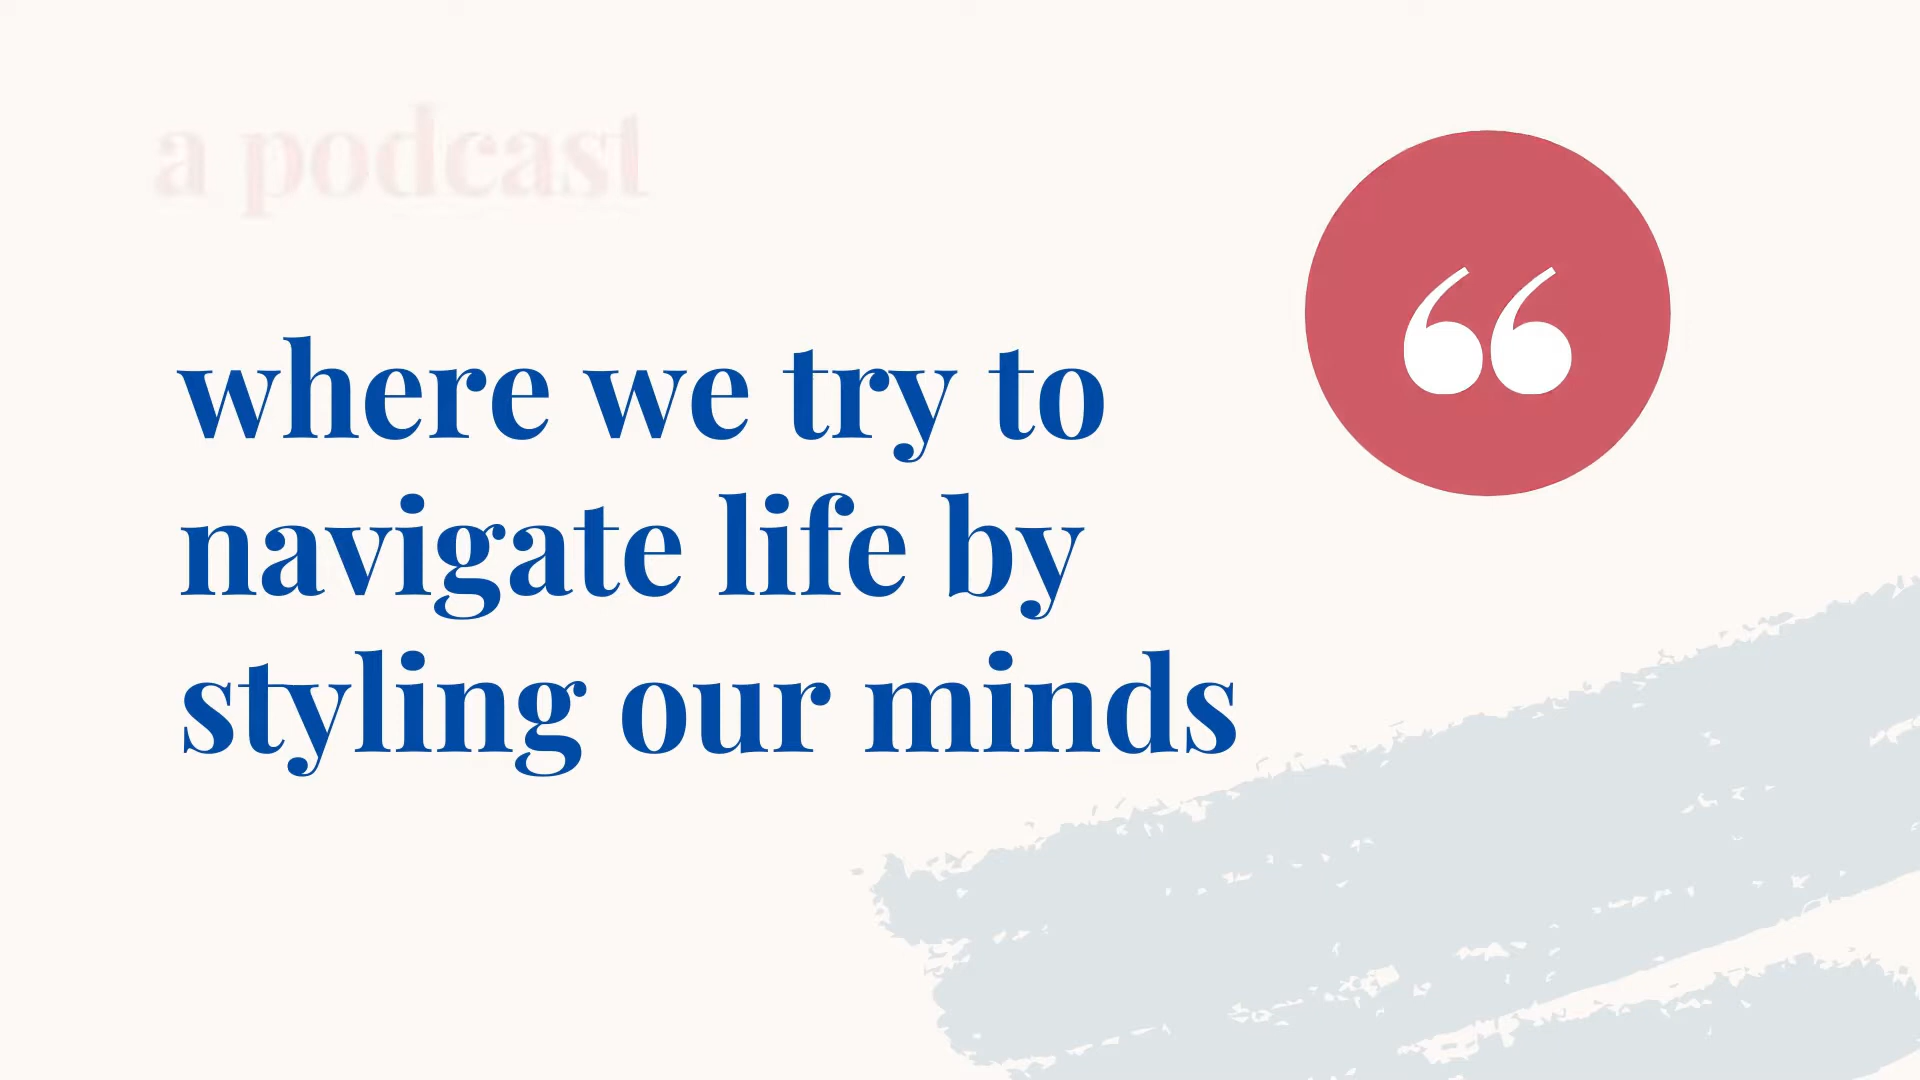 a podcast
where we try to
navigate life by
styling our minds